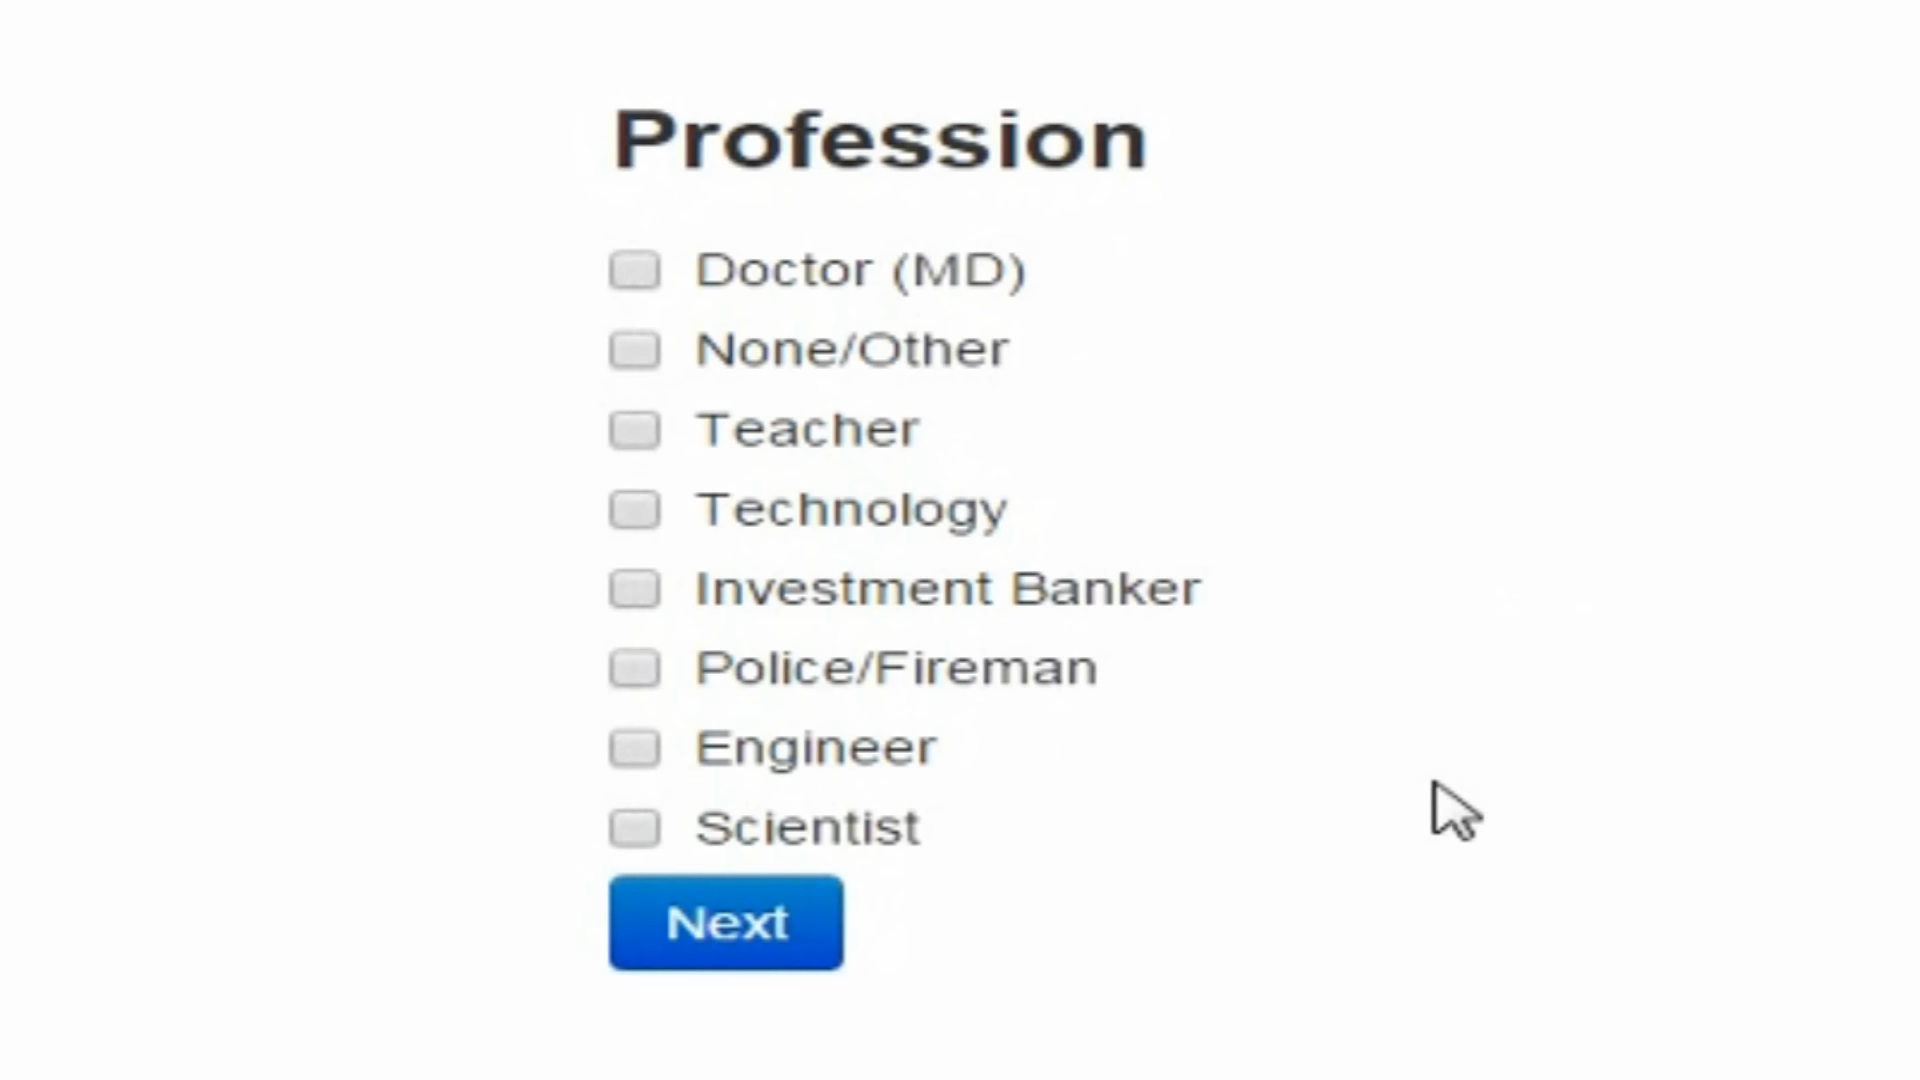 Profession
Doctor (MD)
None/Other
Teacher
Technology
Investment Banker
Police/Fireman
Engineer
Scientist
Next